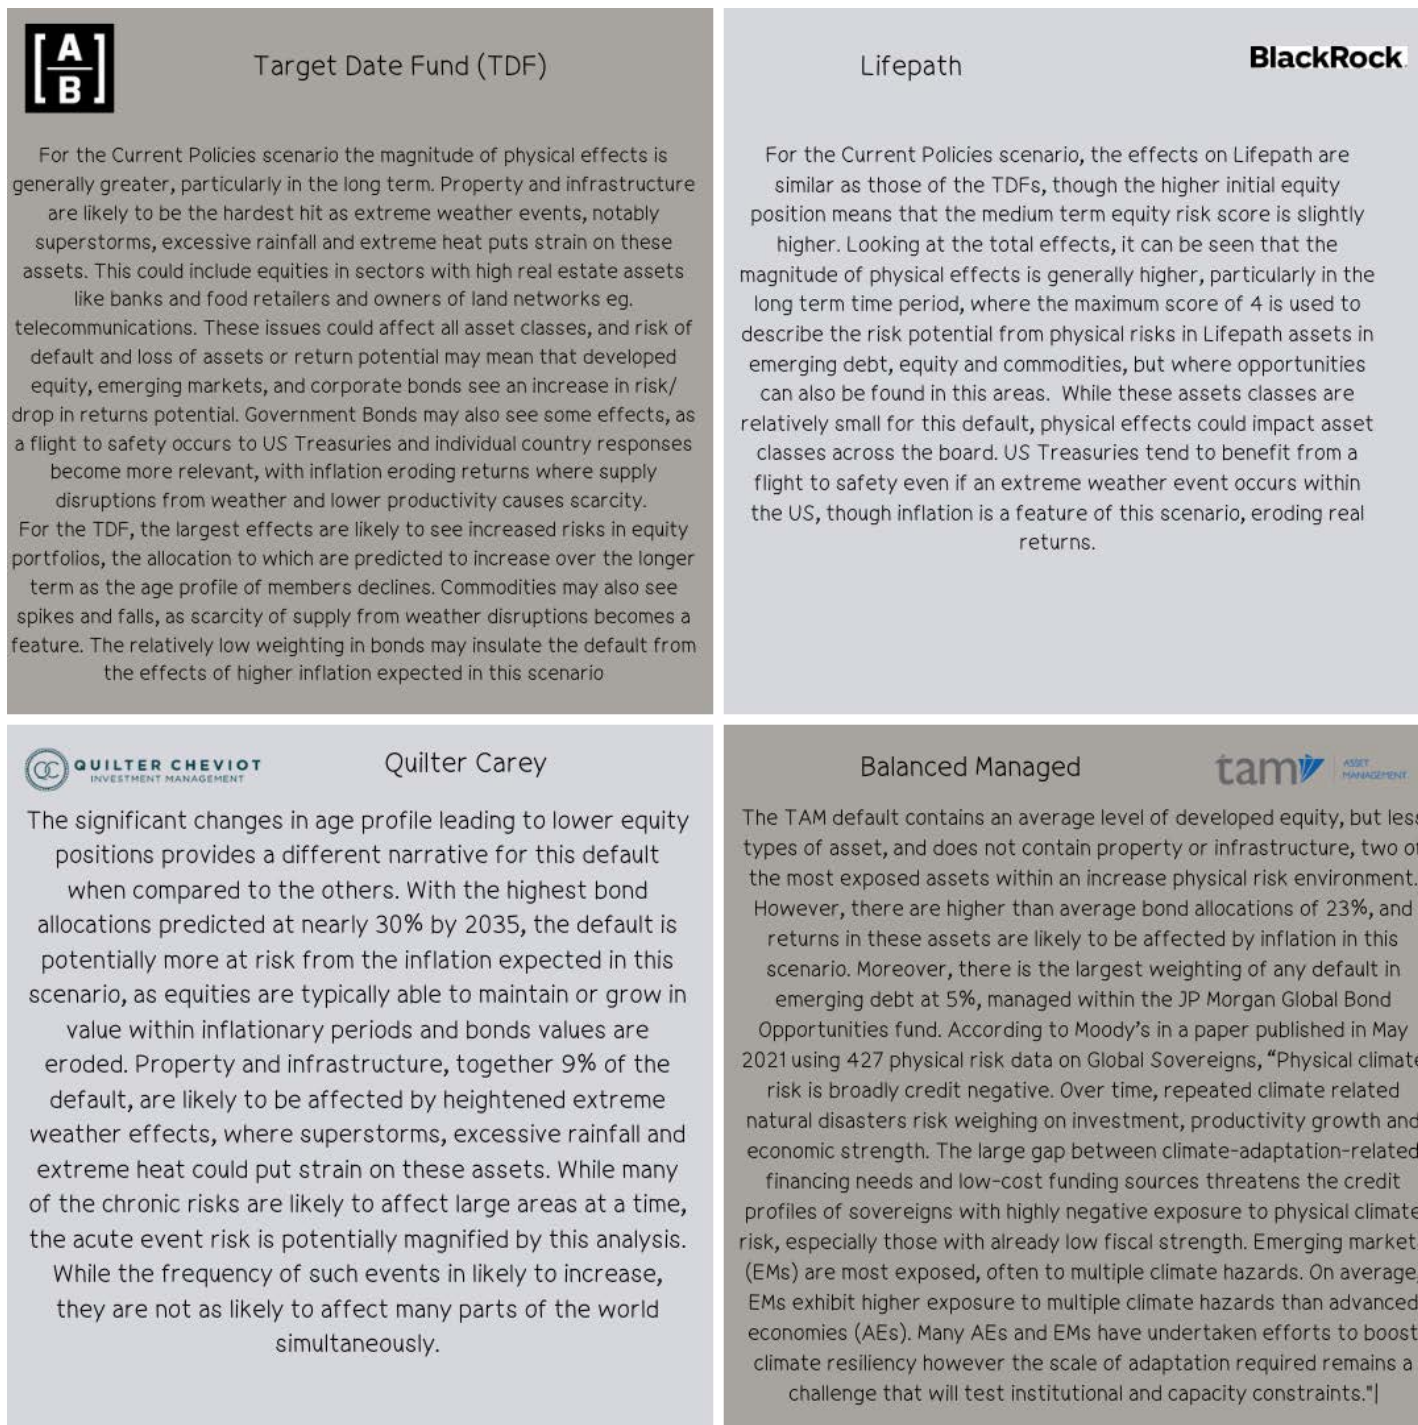 [A B]
Target Date Fund (TDF)
For the Current Policies scenario the magnitude of physical effects is
generally greater, particularly in the long term. Property and infrastructure
are likely to be the hardest hit as extreme weather events, notably
superstorms, excessive rainfall and extreme heat puts strain on these
assets. This could include equities in sectors with high real estate assets
like banks and food retailers and owners of land networks eg.
telecommunications. These issues could affect all asset classes, and risk of
default and loss of assets or return potential may mean that developed
equity, emerging markets, and corporate bonds see an increase in risk/
drop in returns potential. Government Bonds may also see some effects, as
a flight to safety occurs to US Treasuries and individual country responses
become more relevant, with inflation eroding returns where supply
disruptions from weather and lower productivity causes scarcity.
For the TDF, the largest effects are likely to see increased risks in equity
portfolios, the allocation to which are predicted to increase over the longer
term as the age profile of members declines. Commodities may also see
spikes and falls, as scarcity of supply from weather disruptions becomes a
feature. The relatively low weighting in bonds may insulate the default from
the effects of higher inflation expected in this scenario
Lifepath
BlackRock
For the Current Policies scenario, the effects on Lifepath are
similar as those of the TDFs, though the higher initial equity
position means that the medium term equity risk score is slightly
higher. Looking at the total effects, it can be seen that the
magnitude of physical effects is generally higher, particularly in the
long term time period, where the maximum score of 4 is used to
describe the risk potential from physical risks in Lifepath assets in
emerging debt, equity and commodities, but where opportunities
can also be found in this areas. While these assets classes are
relatively small for this default, physical effects could impact asset
classes across the board. US Treasuries tend to benefit from a
flight to safety even if an extreme weather event occurs within
the US, though inflation is a feature of this scenario, eroding real
returns.
QC QUILTER CHEVIOT
INVESTMENT MANAGEMENT
Quilter Carey
The significant changes in age profile leading to lower equity
positions provides a different narrative for this default
when compared to the others. With the highest bond
allocations predicted at nearly 30% by 2035, the default is
potentially more at risk from the inflation expected in this
scenario, as equities are typically able to maintain or grow in
value within inflationary periods and bonds values are
eroded. Property and infrastructure, together 9% of the
default, are likely to be affected by heightened extreme
weather effects, where superstorms, excessive rainfall and
extreme heat could put strain on these assets. While many
of the chronic risks are likely to affect large areas at a time,
the acute event risk is potentially magnified by this analysis.
While the frequency of such events in likely to increase,
they are not as likely to affect many parts of the world
simultaneously.
Balanced Managed
tam ASSET
MANAGEMENT
The TAM default contains an average level of developed equity, but less
types of asset, and does not contain property or infrastructure, two of
the most exposed assets within an increase physical risk environment.
However, there are higher than average bond allocations of 23%, and
returns in these assets are likely to be affected by inflation in this
scenario. Moreover, there is the largest weighting of any default in
emerging debt at 5%, managed within the JP Morgan Global Bond
Opportunities fund. According to Moody's in a paper published in May
2021 using 427 physical risk data on Global Sovereigns, "Physical climate
risk is broadly credit negative. Over time, repeated climate related
natural disasters risk weighing on investment, productivity growth and
economic strength. The large gap between climate-adaptation-related
financing needs and low-cost funding sources threatens the credit
profiles of sovereigns with highly negative exposure to physical climate
risk, especially those with already low fiscal strength. Emerging market
(EMs) are most exposed, often to multiple climate hazards. On average,
EMs exhibit higher exposure to multiple climate hazards than advanced
economies (AEs). Many AEs and EMs have undertaken efforts to boost
climate resiliency however the scale of adaptation required remains a
challenge that will test institutional and capacity constraints."|